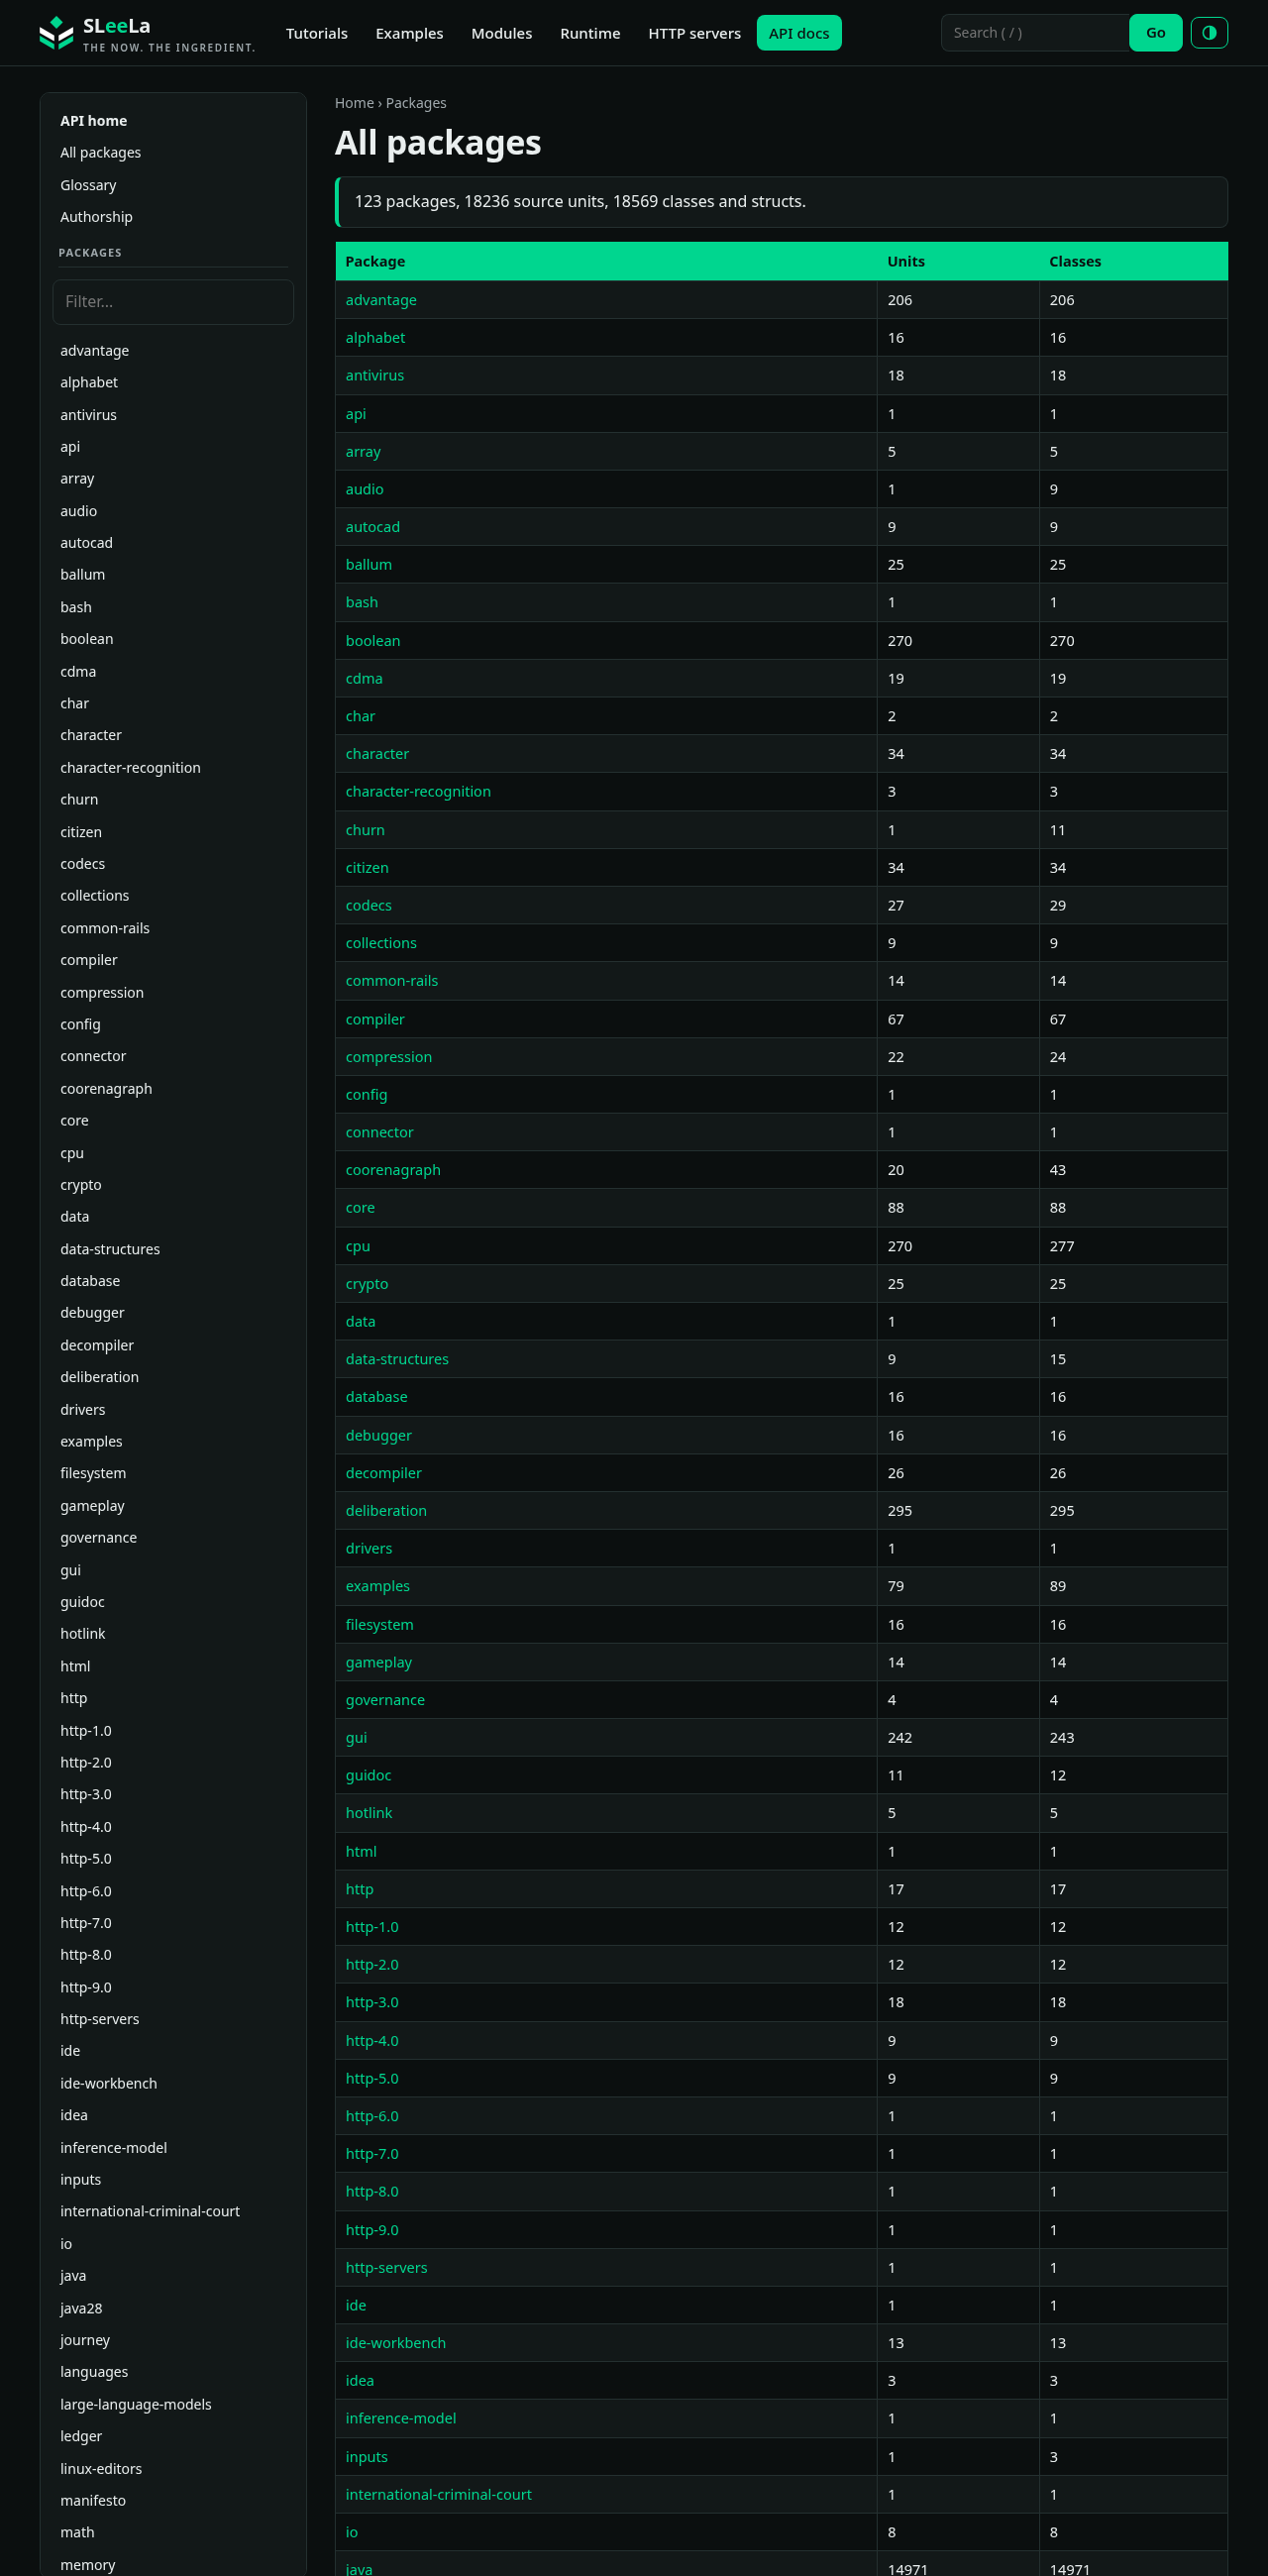 SLeeLa
THE NOW. THE INGREDIENT.
Tutorials Examples Modules Runtime HTTP servers API docs Search ( / ) Go
API home
All packages
Glossary
Authorship
PACKAGES
Filter...
advantage
alphabet
antivirus
api
array
audio
autocad
ballum
bash
boolean
cdma
char
character
character-recognition
churn
citizen
codecs
collections
common-rails
compiler
compression
config
connector
coorenagraph
core
cpu
crypto
data
data-structures
database
debugger
decompiler
deliberation
drivers
examples
filesystem
gameplay
governance
gui
guidoc
hotlink
html
http
http-1.0
http-2.0
http-3.0
http-4.0
http-5.0
http-6.0
http-7.0
http-8.0
http-9.0
http-servers
ide
ide-workbench
idea
inference-model
inputs
international-criminal-court
io
java
java28
journey
languages
large-language-models
ledger
linux-editors
manifesto
math
memory
Home › Packages
All packages
123 packages, 18236 source units, 18569 classes and structs.
Package Units Classes
advantage 206 206
alphabet 16 16
antivirus 18 18
api 1 1
array 5 5
audio 1 9
autocad 9 9
ballum 25 25
bash 1 1
boolean 270 270
cdma 19 19
char 2 2
character 34 34
character-recognition 3 3
churn 1 11
citizen 34 34
codecs 27 29
collections 9 9
common-rails 14 14
compiler 67 67
compression 22 24
config 1 1
connector 1 1
coorenagraph 20 43
core 88 88
cpu 270 277
crypto 25 25
data 1 1
data-structures 9 15
database 16 16
debugger 16 16
decompiler 26 26
deliberation 295 295
drivers 1 1
examples 79 89
filesystem 16 16
gameplay 14 14
governance 4 4
gui 242 243
guidoc 11 12
hotlink 5 5
html 1 1
http 17 17
http-1.0 12 12
http-2.0 12 12
http-3.0 18 18
http-4.0 9 9
http-5.0 9 9
http-6.0 1 1
http-7.0 1 1
http-8.0 1 1
http-9.0 1 1
http-servers 1 1
ide 1 1
ide-workbench 13 13
idea 3 3
inference-model 1 1
inputs 1 3
international-criminal-court 1 1
io 8 8
java 14971 14971